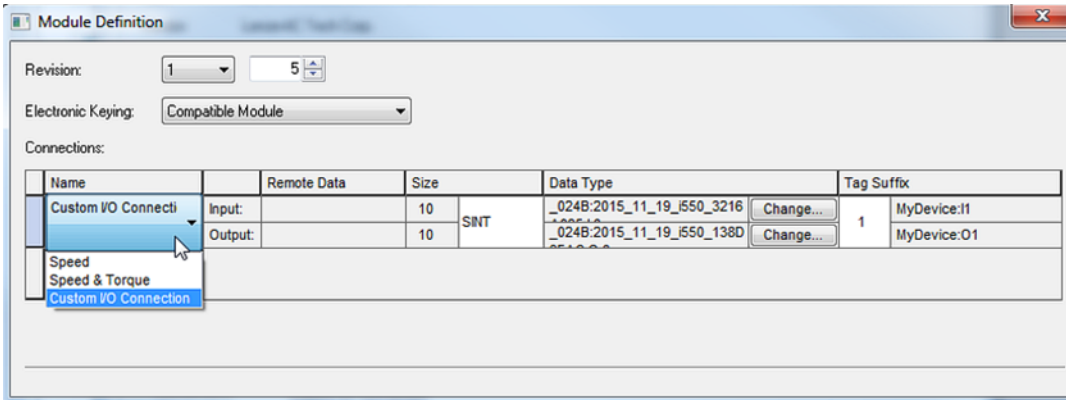 Module Definition
Revision: 1 5
Electronic Keying: Compatible Module
Connections:
Name Remote Data Size Data Type Tag Suffix
Custom I/O Connecti Input: 10 SINT _024B:2015_11_19_i550_3216 Change... 1 MyDevice:I1
Output: 10 _024B:2015_11_19_i550_138D Change... MyDevice:O1
Speed
Speed & Torque
Custom I/O Connection